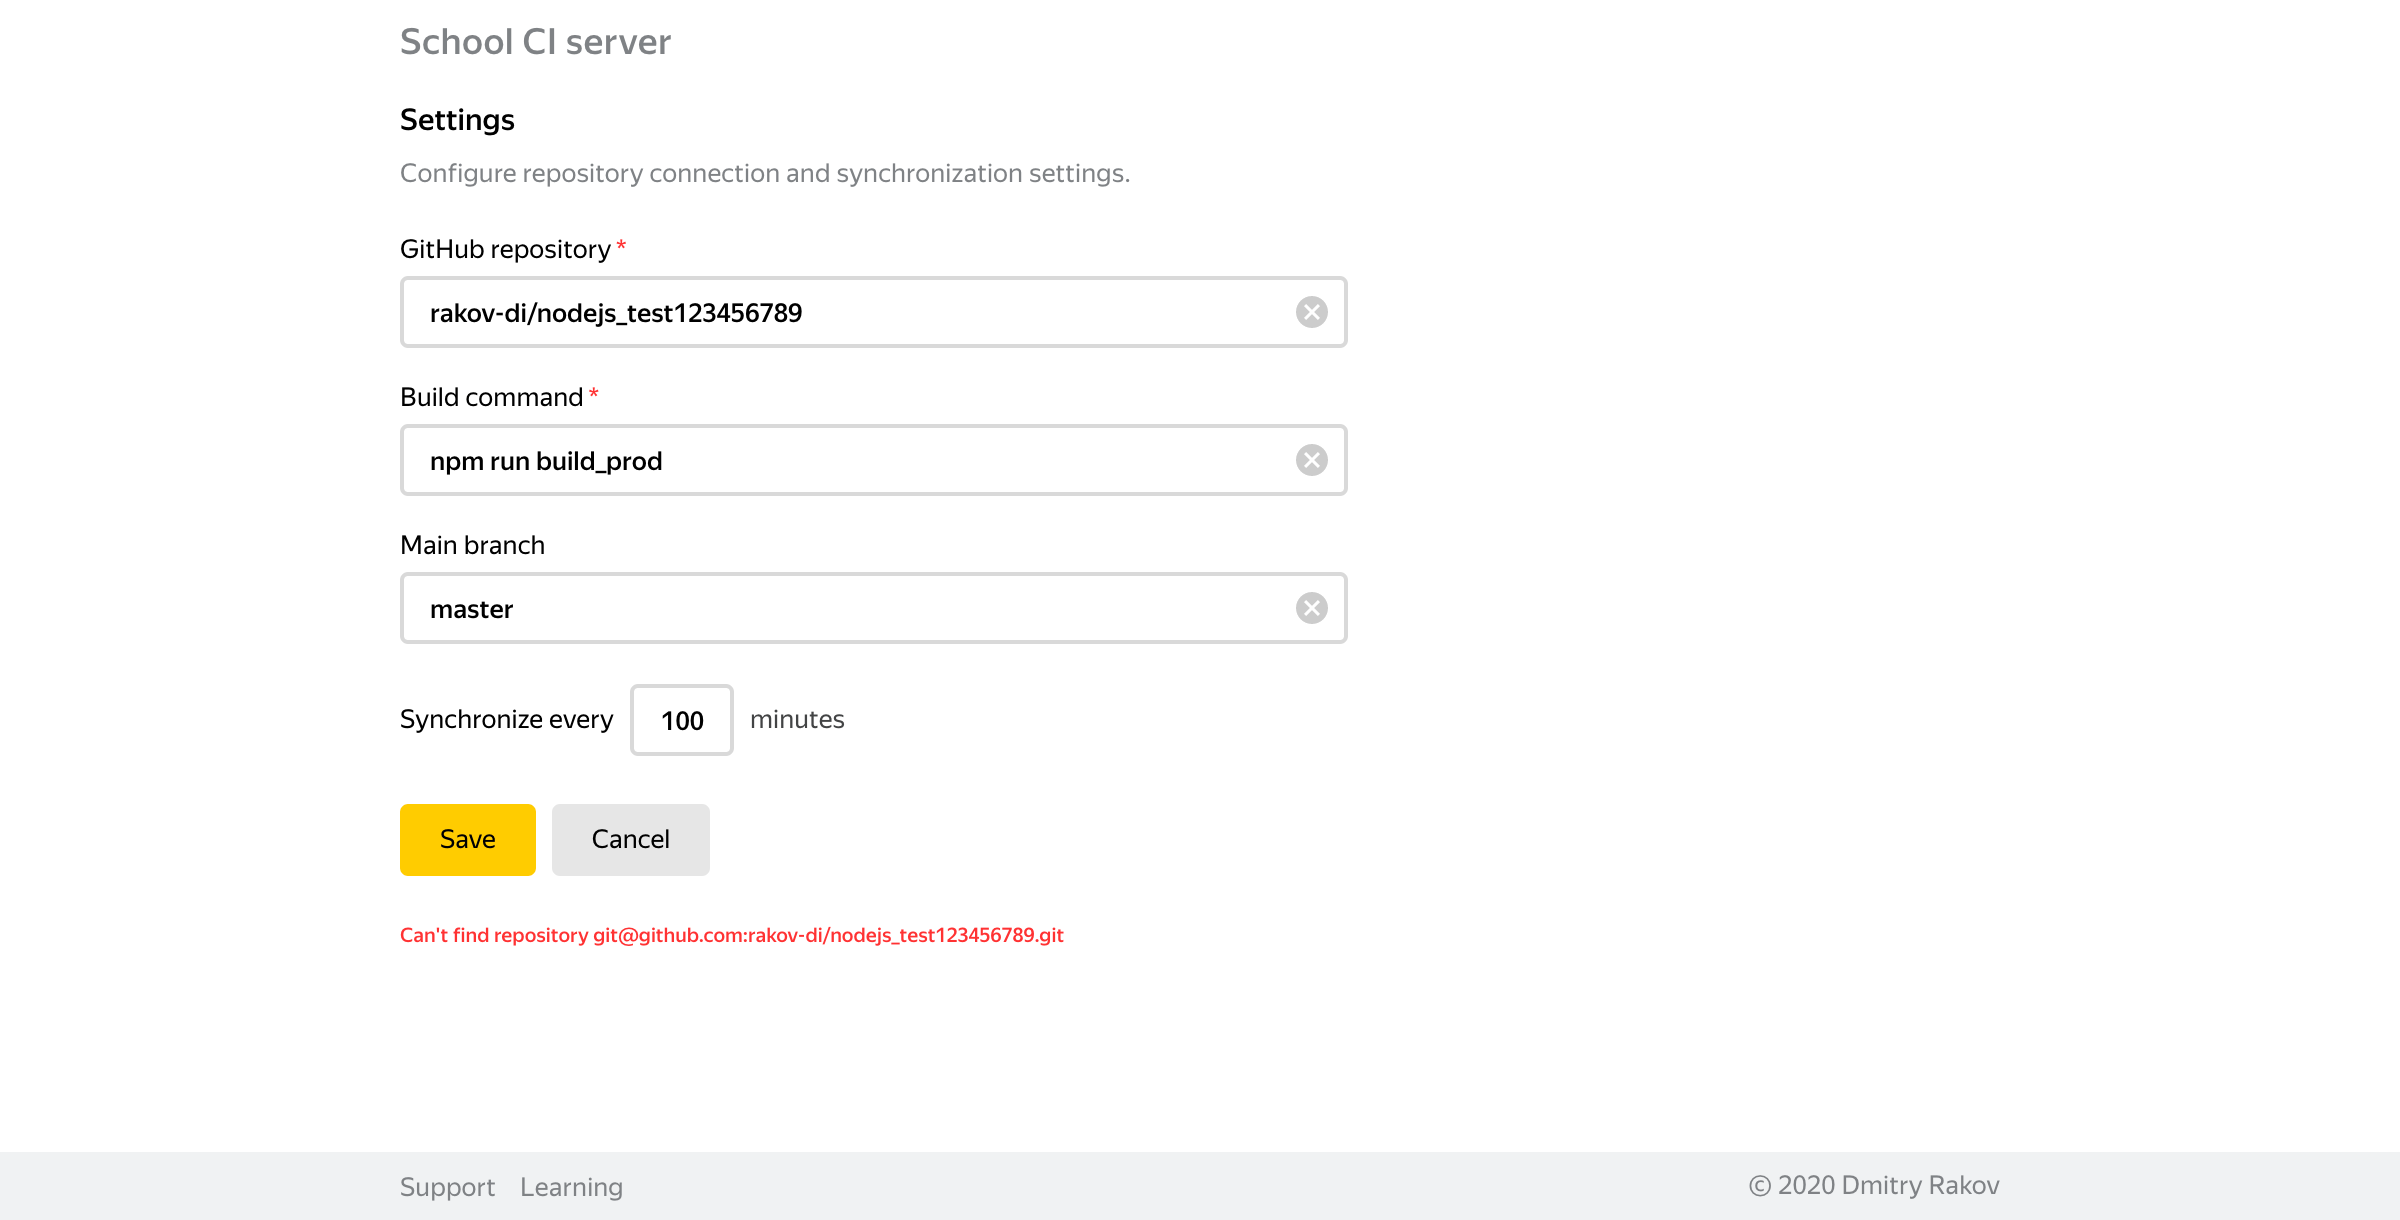 School CI server
Settings
Configure repository connection and synchronization settings.
GitHub repository *
rakov-di/nodejs_test123456789
Build command *
npm run build_prod
Main branch
master
Synchronize every 100 minutes
Save Cancel
Can't find repository git@github.com:rakov-di/nodejs_test123456789.git
Support Learning © 2020 Dmitry Rakov